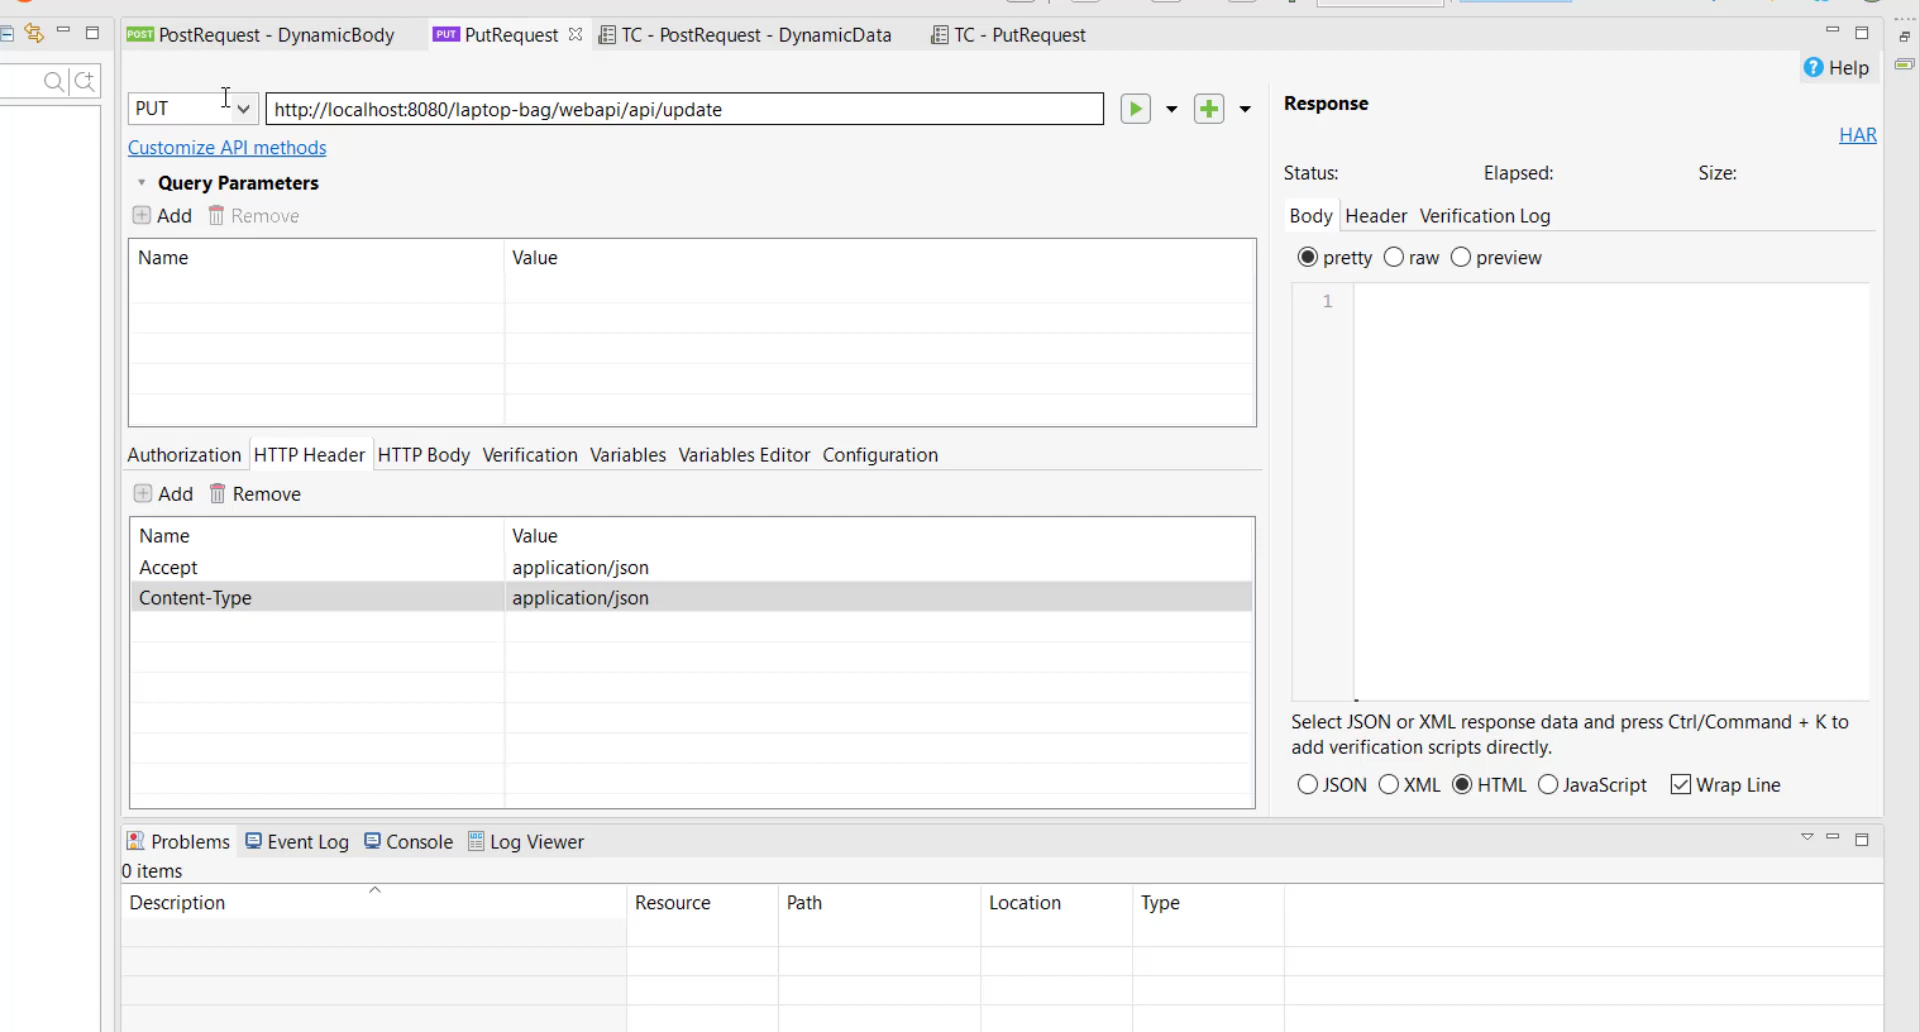 POST PostRequest - DynamicBody
PUT PutRequest
TC - PostRequest - DynamicData
TC - PutRequest
Help
PUT
http://localhost:8080/laptop-bag/webapi/api/update
Customize API methods
Query Parameters
Add Remove
Name Value
Authorization HTTP Header HTTP Body Verification Variables Variables Editor Configuration
Add Remove
Name Value
Accept application/json
Content-Type application/json
Response
HAR
Status: Elapsed: Size:
Body Header Verification Log
pretty raw preview
1
Select JSON or XML response data and press Ctrl/Command + K to
add verification scripts directly.
JSON XML HTML JavaScript Wrap Line
Problems Event Log Console Log Viewer
0 items
Description Resource Path Location Type